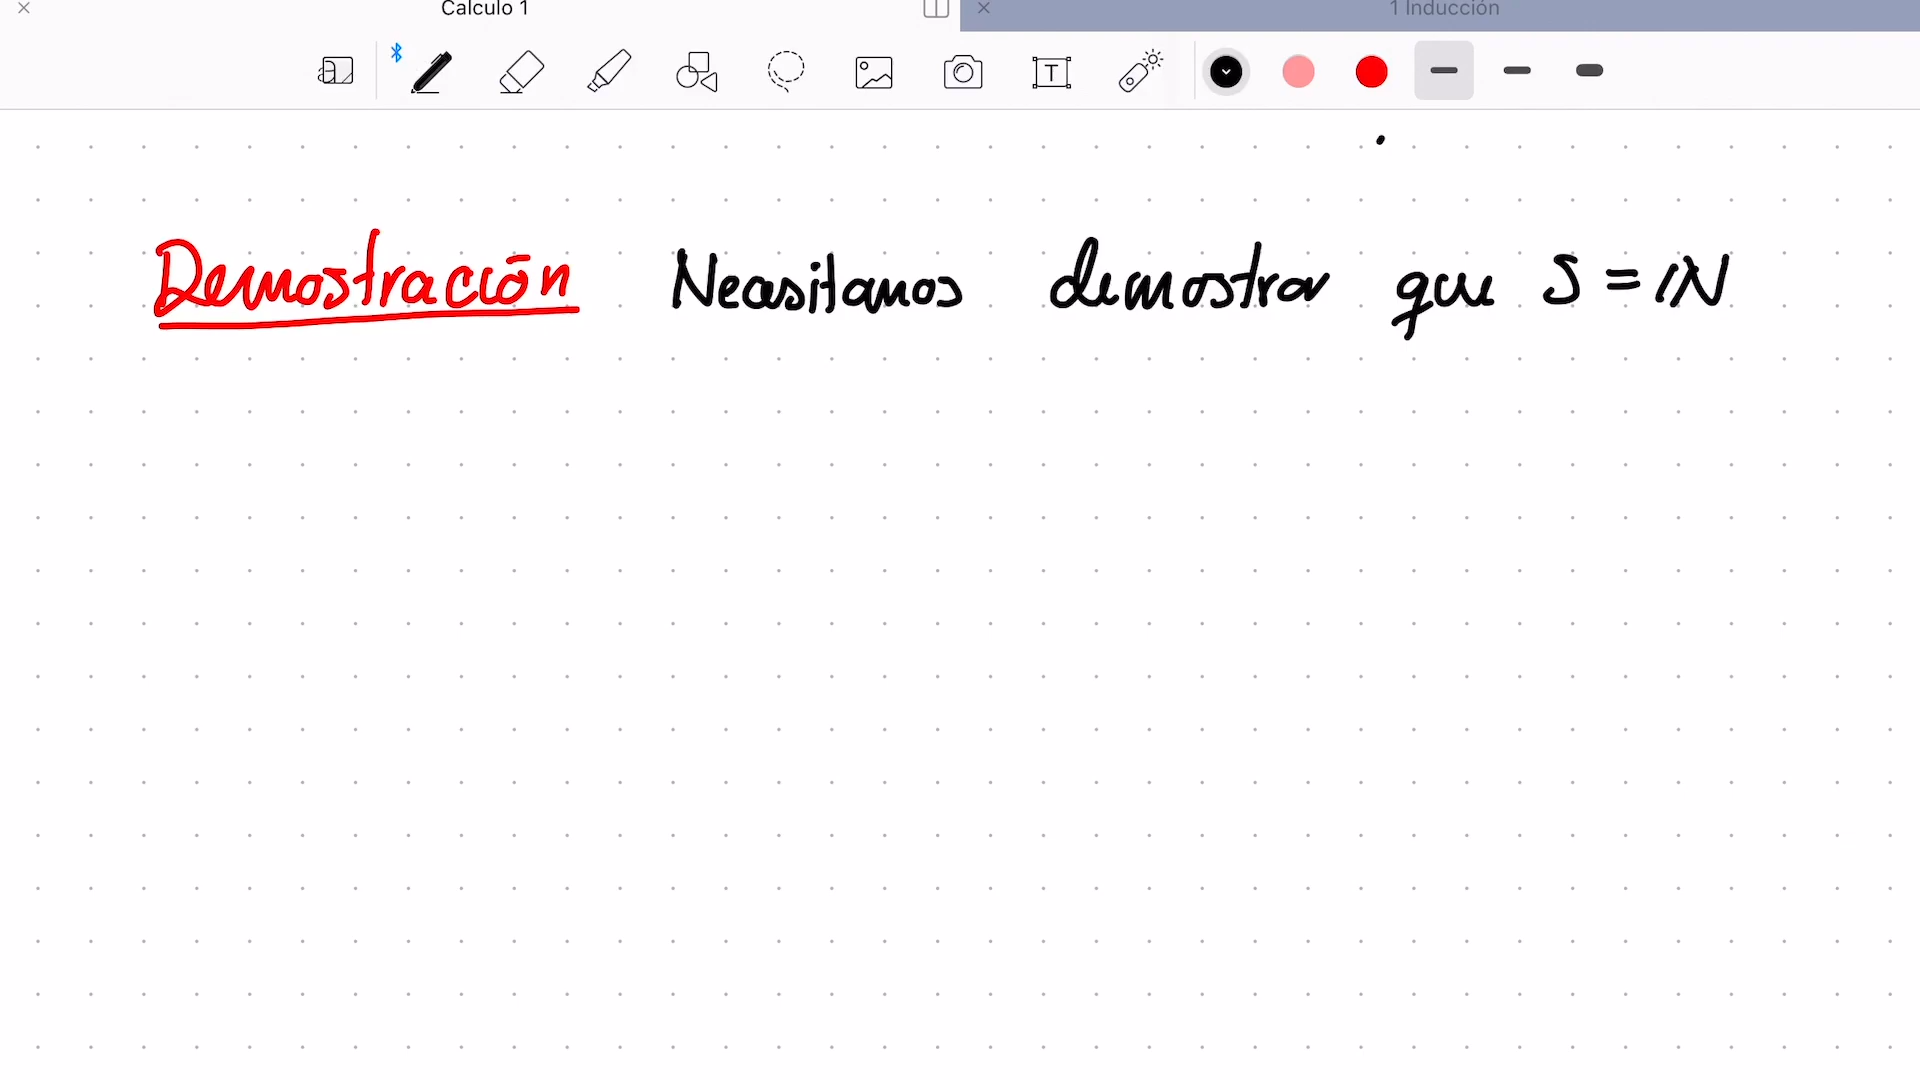 Calculo 1
1 Inducción
Demostración Necesitamos demostrar que S = ℕ